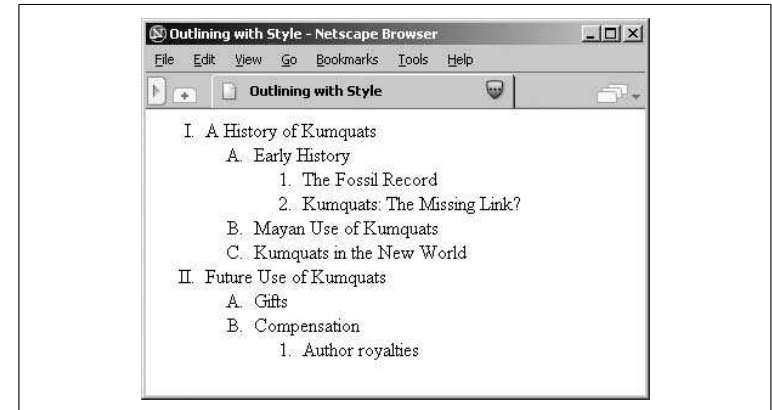 Outlining with Style - Netscape Browser
File Edit View Go Bookmarks Tools Help
Outlining with Style
I. A History of Kumquats
A. Early History
1. The Fossil Record
2. Kumquats: The Missing Link?
B. Mayan Use of Kumquats
C. Kumquats in the New World
II. Future Use of Kumquats
A. Gifts
B. Compensation
1. Author royalties